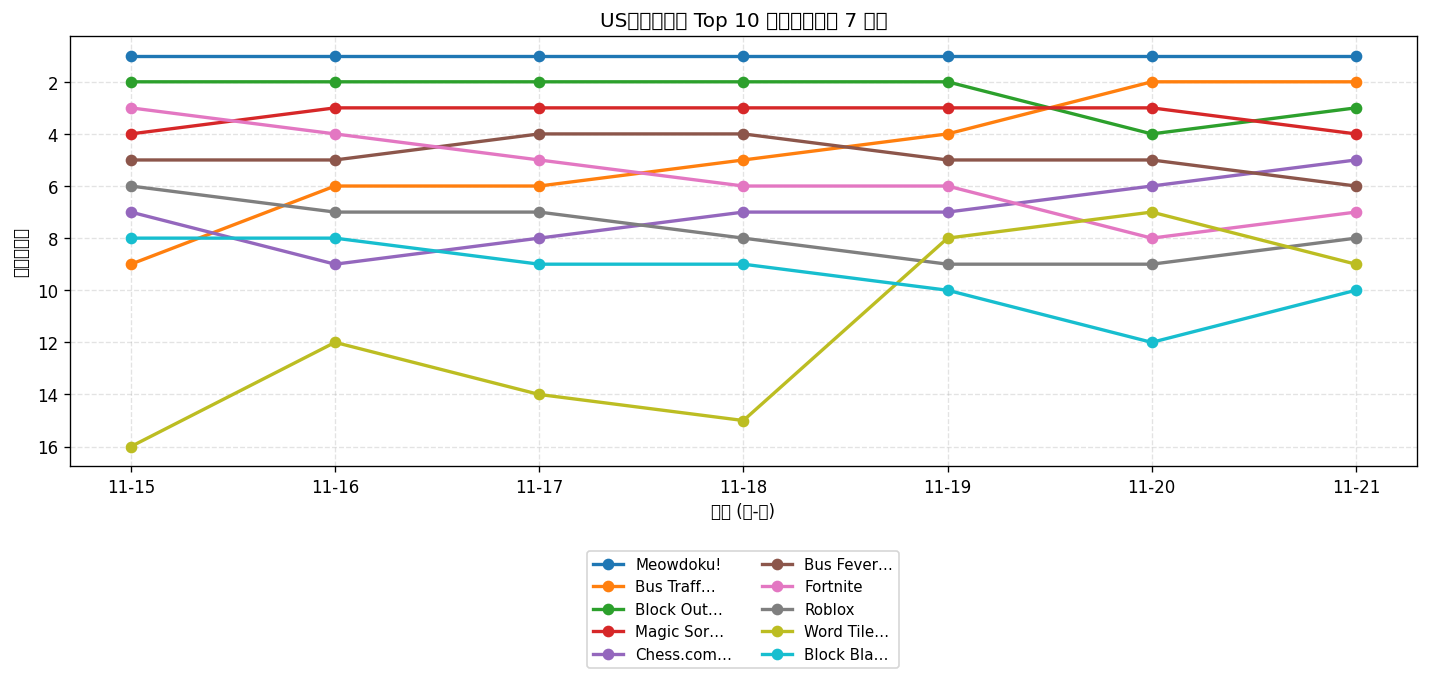 US Top 10 7
2
4
6
8
10
12
14
16
11-15
11-16
11-17
11-18
11-19
11-20
11-21
(-)
Meowdoku!
Bus Traff...
Block Out...
Magic Sor...
Chess.com...
Bus Fever...
Fortnite
Roblox
Word Tile...
Block Bla...